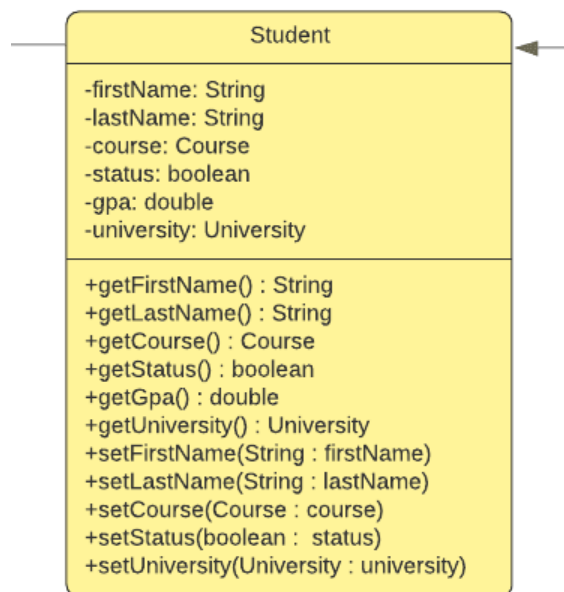 Student
-firstName: String
-lastName: String
-course: Course
-status: boolean
-gpa: double
-university: University
+getFirstName() : String
+getLastName() : String
+getCourse() : Course
+getStatus() : boolean
+getGpa() : double
+getUniversity() : University
+setFirstName(String : firstName)
+setLastName(String : lastName)
+setCourse(Course : course)
+setStatus(boolean :  status)
+setUniversity(University : university)